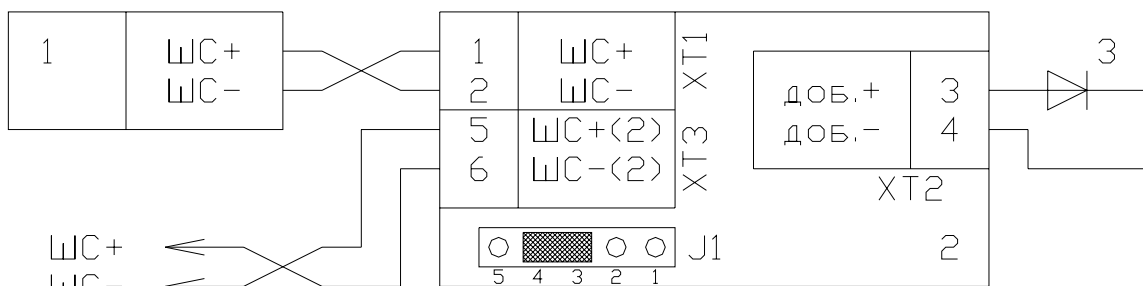 1
ШС+
ШС-
1
ШС+
2
ШС-
XT1
5
ШС+(2)
6
ШС-(2)
XT3
доб.+
3
доб.-
4
XT2
3
ШС+
ШС-
J1
5 4 3 2 1
2